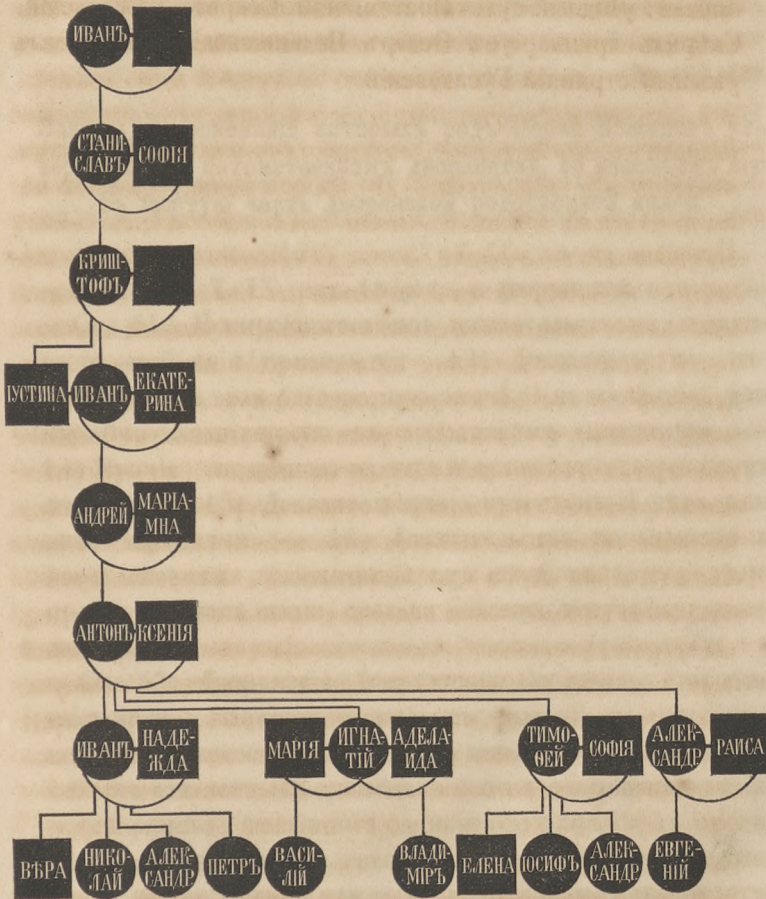 ИВАНЪ
СТАНИ-
СЛАВЪ
СОФІЯ
КРИШ-
ТОФЪ
ІУСТИНА
ИВАНЪ
ЕКАТЕ-
РИНА
АНДРЕЙ
МАРІА-
МНА
АНТОНЪ
КСЕНІЯ
ИВАНЪ
НАДЕ-
ЖДА
МАРІЯ
ИГНА-
ТІЙ
АДЕЛА-
ИДА
ТИМО-
ѲЕЙ
СОФІЯ
АЛЕК-
САНДР.
РАИСА
ВѢРА
НИКО-
ЛАЙ
АЛЕК-
САНДР.
ПЕТРЪ
ВАСИ-
ЛІЙ
ВЛАДИ-
МІРЪ
ЕЛЕНА
ІОСИФЪ
АЛЕК-
САНДР.
ЕВГЕ-
НІЙ